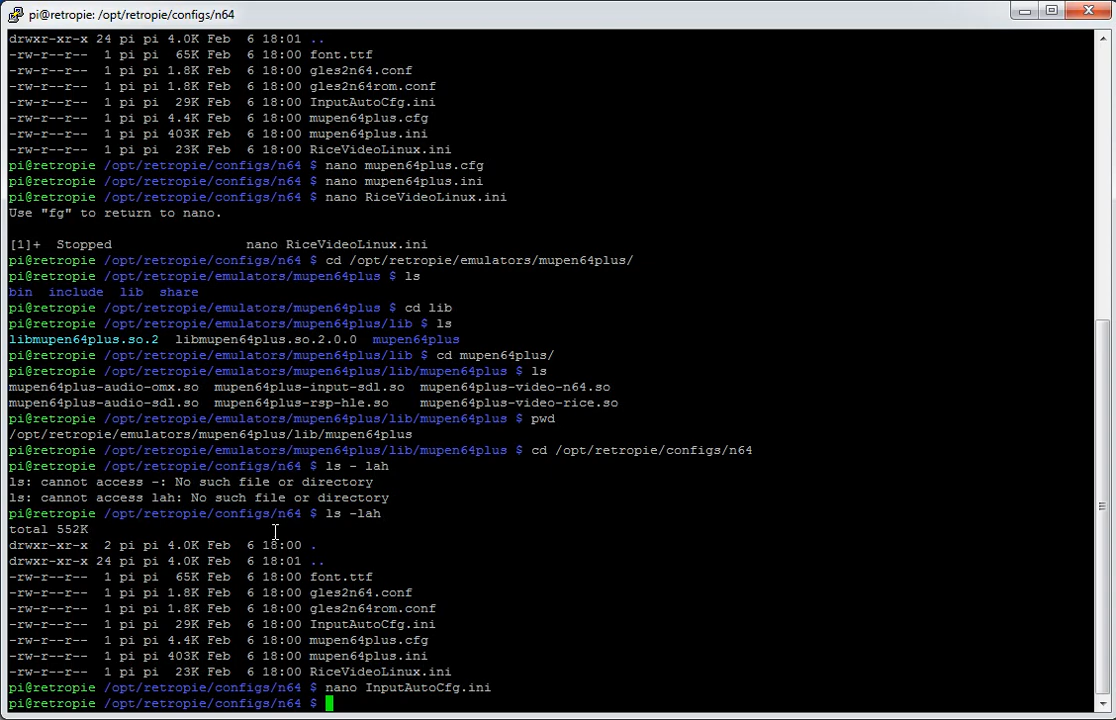 pi@retropie: /opt/retropie/configs/n64
drwxr-xr-x 24 pi pi 4.0K Feb  6 18:01 ..
-rw-r--r--  1 pi pi  65K Feb  6 18:00 font.ttf
-rw-r--r--  1 pi pi 1.8K Feb  6 18:00 gles2n64.conf
-rw-r--r--  1 pi pi 1.8K Feb  6 18:00 gles2n64rom.conf
-rw-r--r--  1 pi pi  29K Feb  6 18:00 InputAutoCfg.ini
-rw-r--r--  1 pi pi 4.4K Feb  6 18:00 mupen64plus.cfg
-rw-r--r--  1 pi pi 403K Feb  6 18:00 mupen64plus.ini
-rw-r--r--  1 pi pi  23K Feb  6 18:00 RiceVideoLinux.ini
pi@retropie /opt/retropie/configs/n64 $ nano mupen64plus.cfg
pi@retropie /opt/retropie/configs/n64 $ nano mupen64plus.ini
pi@retropie /opt/retropie/configs/n64 $ nano RiceVideoLinux.ini
Use "fg" to return to nano.
[1]+  Stopped                 nano RiceVideoLinux.ini
pi@retropie /opt/retropie/configs/n64 $ cd /opt/retropie/emulators/mupen64plus/
pi@retropie /opt/retropie/emulators/mupen64plus $ ls
bin  include  lib  share
pi@retropie /opt/retropie/emulators/mupen64plus $ cd lib
pi@retropie /opt/retropie/emulators/mupen64plus/lib $ ls
libmupen64plus.so.2  libmupen64plus.so.2.0.0  mupen64plus
pi@retropie /opt/retropie/emulators/mupen64plus/lib $ cd mupen64plus/
pi@retropie /opt/retropie/emulators/mupen64plus/lib/mupen64plus $ ls
mupen64plus-audio-omx.so  mupen64plus-input-sdl.so  mupen64plus-video-n64.so
mupen64plus-audio-sdl.so  mupen64plus-rsp-hle.so    mupen64plus-video-rice.so
pi@retropie /opt/retropie/emulators/mupen64plus/lib/mupen64plus $ pwd
/opt/retropie/emulators/mupen64plus/lib/mupen64plus
pi@retropie /opt/retropie/emulators/mupen64plus/lib/mupen64plus $ cd /opt/retropie/configs/n64
pi@retropie /opt/retropie/configs/n64 $ ls - lah
ls: cannot access -: No such file or directory
ls: cannot access lah: No such file or directory
pi@retropie /opt/retropie/configs/n64 $ ls -lah
total 552K
drwxr-xr-x  2 pi pi 4.0K Feb  6 18:00 .
drwxr-xr-x 24 pi pi 4.0K Feb  6 18:01 ..
-rw-r--r--  1 pi pi  65K Feb  6 18:00 font.ttf
-rw-r--r--  1 pi pi 1.8K Feb  6 18:00 gles2n64.conf
-rw-r--r--  1 pi pi 1.8K Feb  6 18:00 gles2n64rom.conf
-rw-r--r--  1 pi pi  29K Feb  6 18:00 InputAutoCfg.ini
-rw-r--r--  1 pi pi 4.4K Feb  6 18:00 mupen64plus.cfg
-rw-r--r--  1 pi pi 403K Feb  6 18:00 mupen64plus.ini
-rw-r--r--  1 pi pi  23K Feb  6 18:00 RiceVideoLinux.ini
pi@retropie /opt/retropie/configs/n64 $ nano InputAutoCfg.ini
pi@retropie /opt/retropie/configs/n64 $